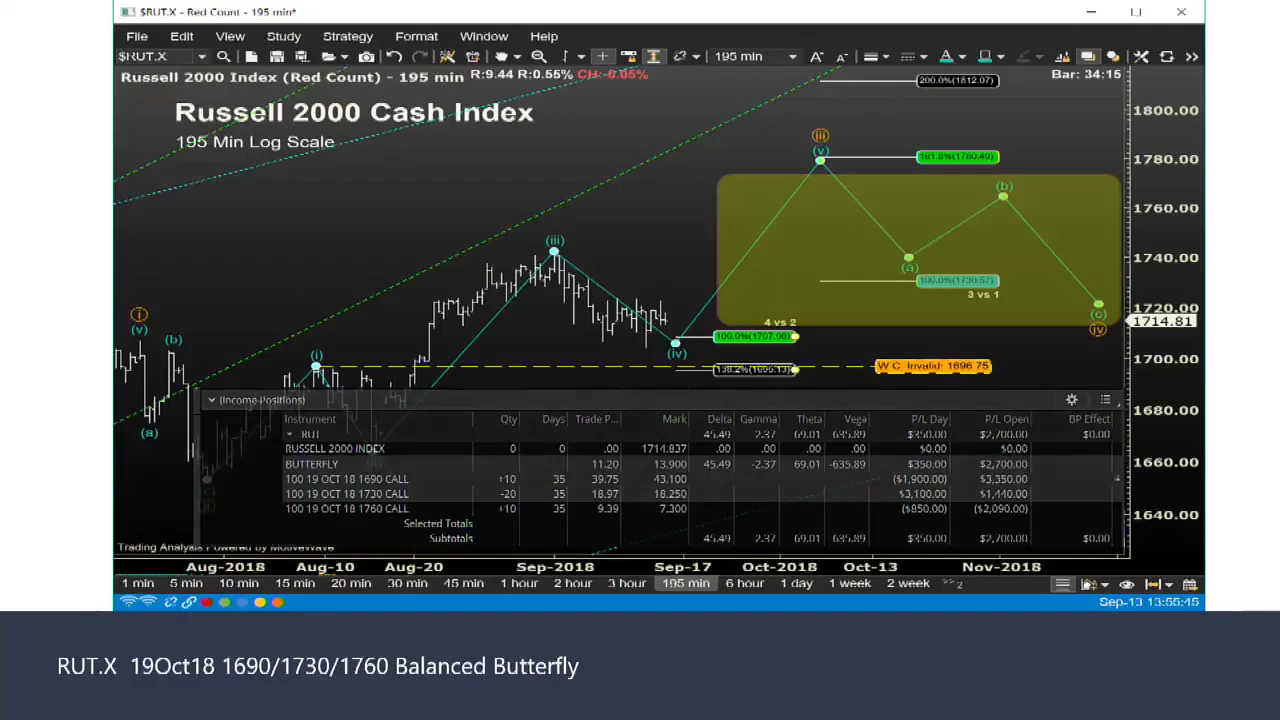 $RUT.X - Red Count - 195 min*
File Edit View Study Strategy Format Window Help
$RUT.X 195 min
Russell 2000 Index (Red Count) - 195 min R:9.44 R:0.55% CH:-0.05% Bar: 34:15
200.0%(1812.07)
Russell 2000 Cash Index
195 Min Log Scale
1800.00
iii
(v)
161.8%(1780.49)
1780.00
(b)
1760.00
(iii)
1740.00
(a)
100.0%(1730.57)
3 vs 1
i
(v)
1720.00
(c)
iv
1714.81
4 vs 2
100.0%(1707.90)
(b)
(i)
(iv)
1700.00
138.2%(1696.13)
W.C. Invalid: 1696.75
1680.00
(a)
1660.00
1640.00
(Income Positions)
Instrument Qty Days Trade P... Mark Delta Gamma Theta Vega P/L Day P/L Open BP Effect
RUT 45.49 -2.37 69.01 -635.89 $350.00 $2,700.00 $0.00
RUSSELL 2000 INDEX 0 0 .00 1714.837 .00 .00 .00 .00 $0.00 $0.00
BUTTERFLY 11.20 13.900 45.49 -2.37 69.01 -635.89 $350.00 $2,700.00
100 19 OCT 18 1690 CALL +10 35 39.75 43.100 ($1,900.00) $3,350.00
100 19 OCT 18 1730 CALL -20 35 18.97 18.250 $3,100.00 $1,440.00
100 19 OCT 18 1760 CALL +10 35 9.39 7.300 ($850.00) ($2,090.00)
Selected Totals
Subtotals 45.49 -2.37 69.01 -635.89 $350.00 $2,700.00 $0.00
Trading Analysis Powered by MotiveWave
Aug-2018 Aug-10 Aug-20 Sep-2018 Sep-17 Oct-2018 Oct-13 Nov-2018
1 min 5 min 10 min 15 min 20 min 30 min 45 min 1 hour 2 hour 3 hour 195 min 6 hour 1 day 1 week 2 week >> 2
Sep-13 13:55:45
RUT.X 19Oct18 1690/1730/1760 Balanced Butterfly